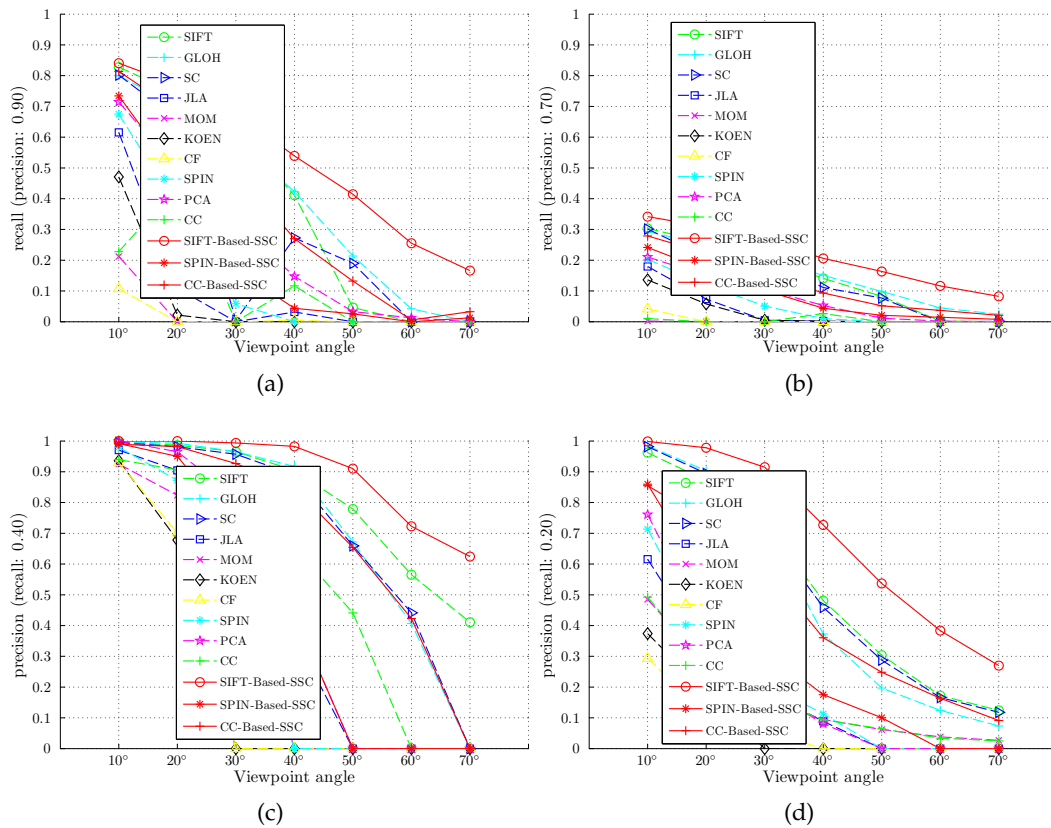 1
0.9
0.8
0.7
0.6
0.5
0.4
0.3
0.2
0.1
0
recall (precision: 0.90)
SIFT
GLOH
SC
JLA
MOM
KOEN
CF
SPIN
PCA
CC
SIFT-Based-SSC
SPIN-Based-SSC
CC-Based-SSC
10° 20° 30° 40° 50° 60° 70°
Viewpoint angle
(a)
1
0.9
0.8
0.7
0.6
0.5
0.4
0.3
0.2
0.1
0
recall (precision: 0.70)
SIFT
GLOH
SC
JLA
MOM
KOEN
CF
SPIN
PCA
CC
SIFT-Based-SSC
SPIN-Based-SSC
CC-Based-SSC
10° 20° 30° 40° 50° 60° 70°
Viewpoint angle
(b)
1
0.9
0.8
0.7
0.6
0.5
0.4
0.3
0.2
0.1
0
precision (recall: 0.40)
SIFT
GLOH
SC
JLA
MOM
KOEN
CF
SPIN
PCA
CC
SIFT-Based-SSC
SPIN-Based-SSC
CC-Based-SSC
10° 20° 30° 40° 50° 60° 70°
Viewpoint angle
(c)
1
0.9
0.8
0.7
0.6
0.5
0.4
0.3
0.2
0.1
0
precision (recall: 0.20)
SIFT
GLOH
SC
JLA
MOM
KOEN
CF
SPIN
PCA
CC
SIFT-Based-SSC
SPIN-Based-SSC
CC-Based-SSC
10° 20° 30° 40° 50° 60° 70°
Viewpoint angle
(d)